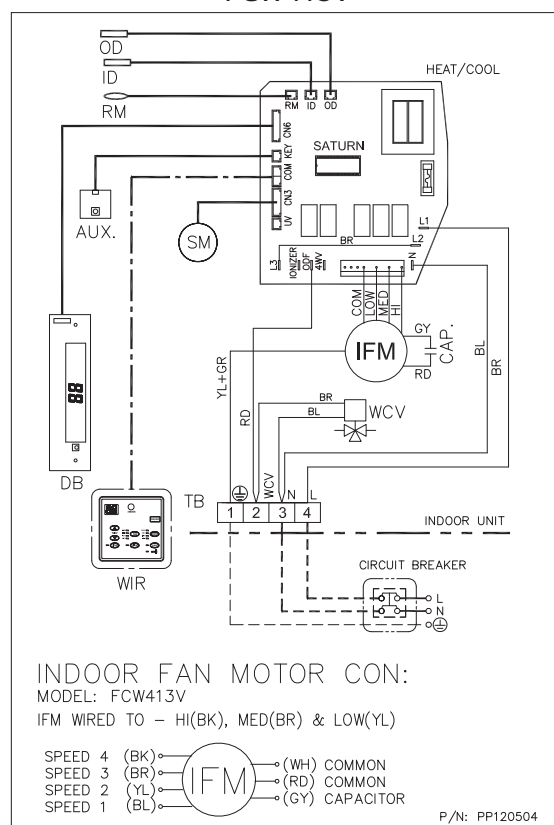 OD
ID
RM
HEAT/COOL
RM ID OD
CN6
KEY
COM
CN3
UV
SATURN
AUX.
SM
L1
L2
BR
L3
IONIZER
ODF
4WV
N
COM
LOW
MED
HI
IFM
GY
RD
CAP.
BL
BR
YL+GR
RD
BR
BL
WCV
WCV
88
DB
WIR
TB
N L
1 2 3 4
INDOOR UNIT
CIRCUIT BREAKER
L
N
INDOOR FAN MOTOR CON:
MODEL: FCW413V
IFM WIRED TO – HI(BK), MED(BR) & LOW(YL)
SPEED 4 (BK)
SPEED 3 (BR)
SPEED 2 (YL)
SPEED 1 (BL)
IFM
(WH) COMMON
(RD) COMMON
(GY) CAPACITOR
P/N: PP120504